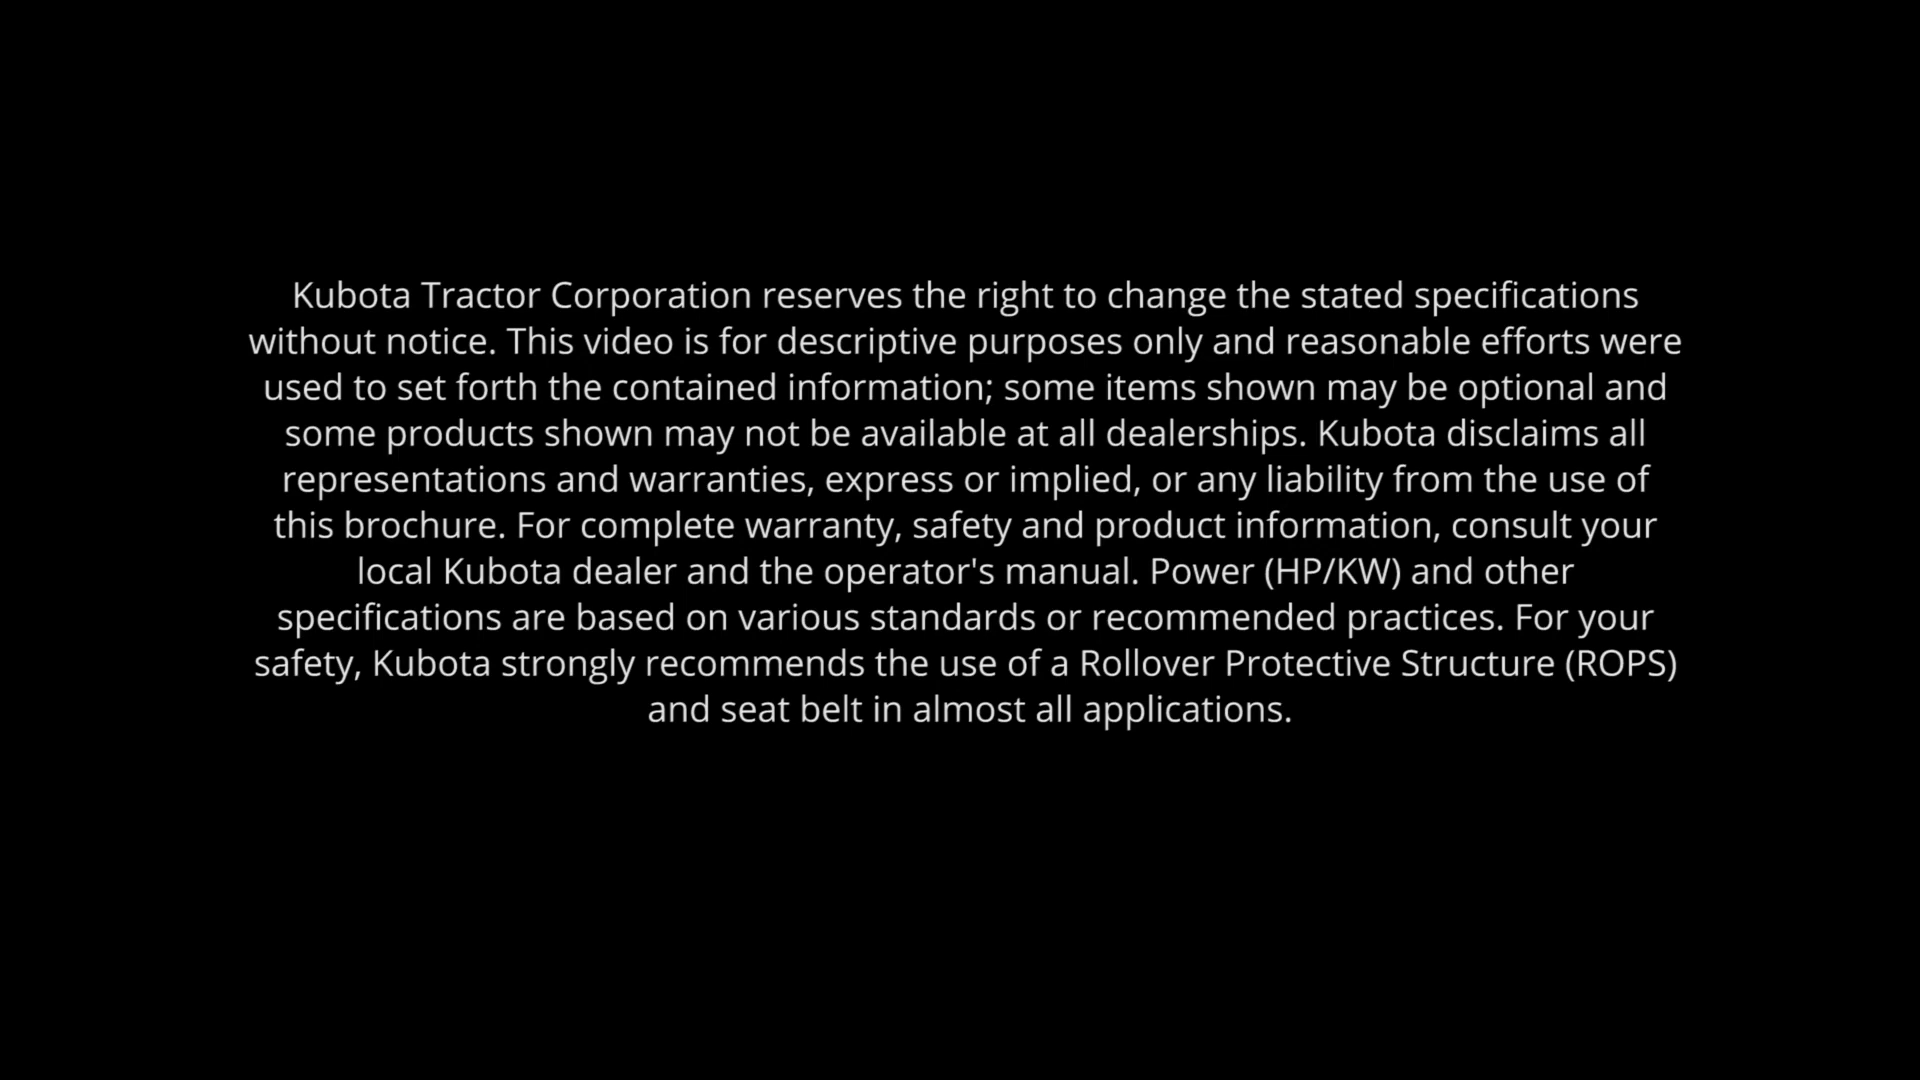 Kubota Tractor Corporation reserves the right to change the stated specifications
without notice. This video is for descriptive purposes only and reasonable efforts were
used to set forth the contained information; some items shown may be optional and
some products shown may not be available at all dealerships. Kubota disclaims all
representations and warranties, express or implied, or any liability from the use of
this brochure. For complete warranty, safety and product information, consult your
local Kubota dealer and the operator's manual. Power (HP/KW) and other
specifications are based on various standards or recommended practices. For your
safety, Kubota strongly recommends the use of a Rollover Protective Structure (ROPS)
and seat belt in almost all applications.